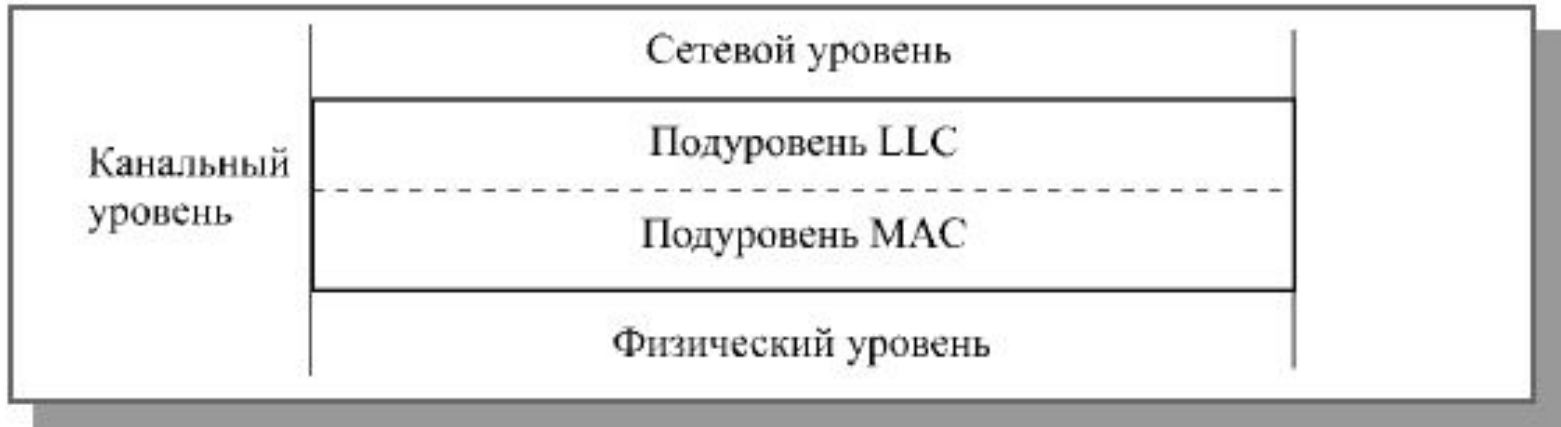 Сетевой уровень
Подуровень LLC
Канальный
уровень
Подуровень MAC
Физический уровень